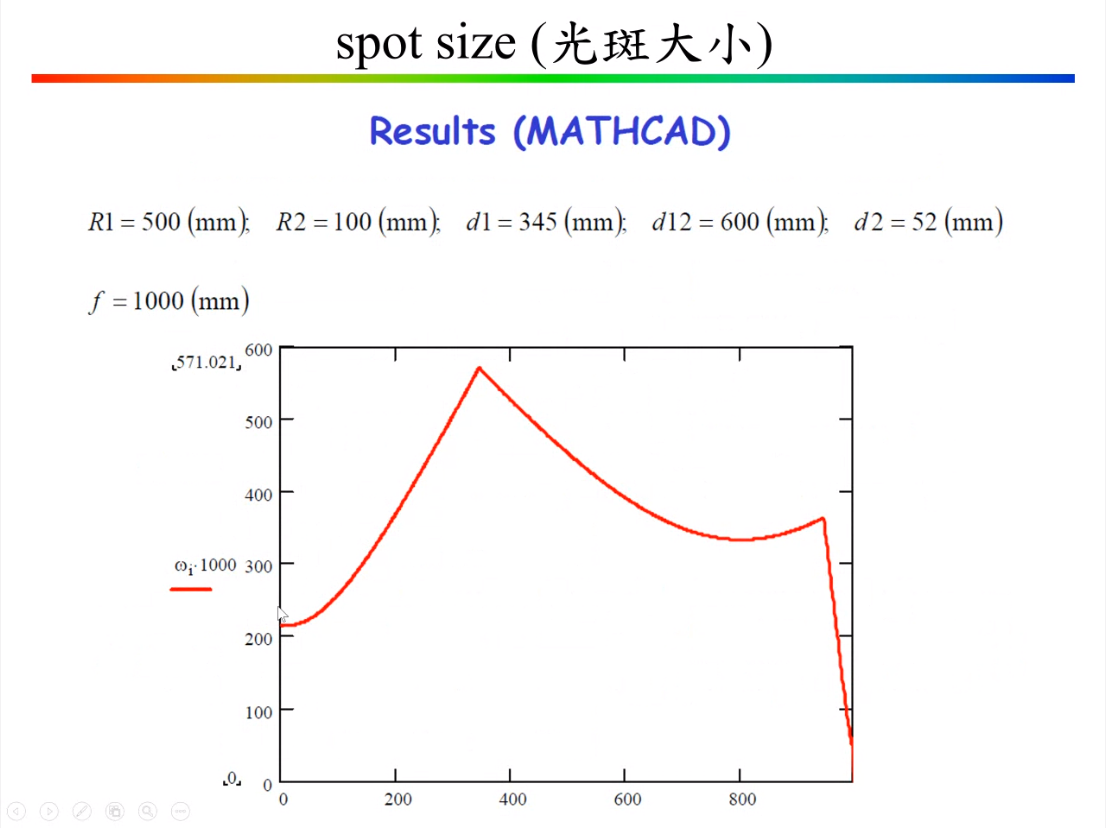 spot size (光斑大小)
Results (MATHCAD)
R1 = 500 (mm); R2 = 100 (mm); d1 = 345 (mm); d12 = 600 (mm); d2 = 52 (mm)
f = 1000 (mm)
571.021
600
500
400
ωi·1000 300
200
100
0 0
0 200 400 600 800